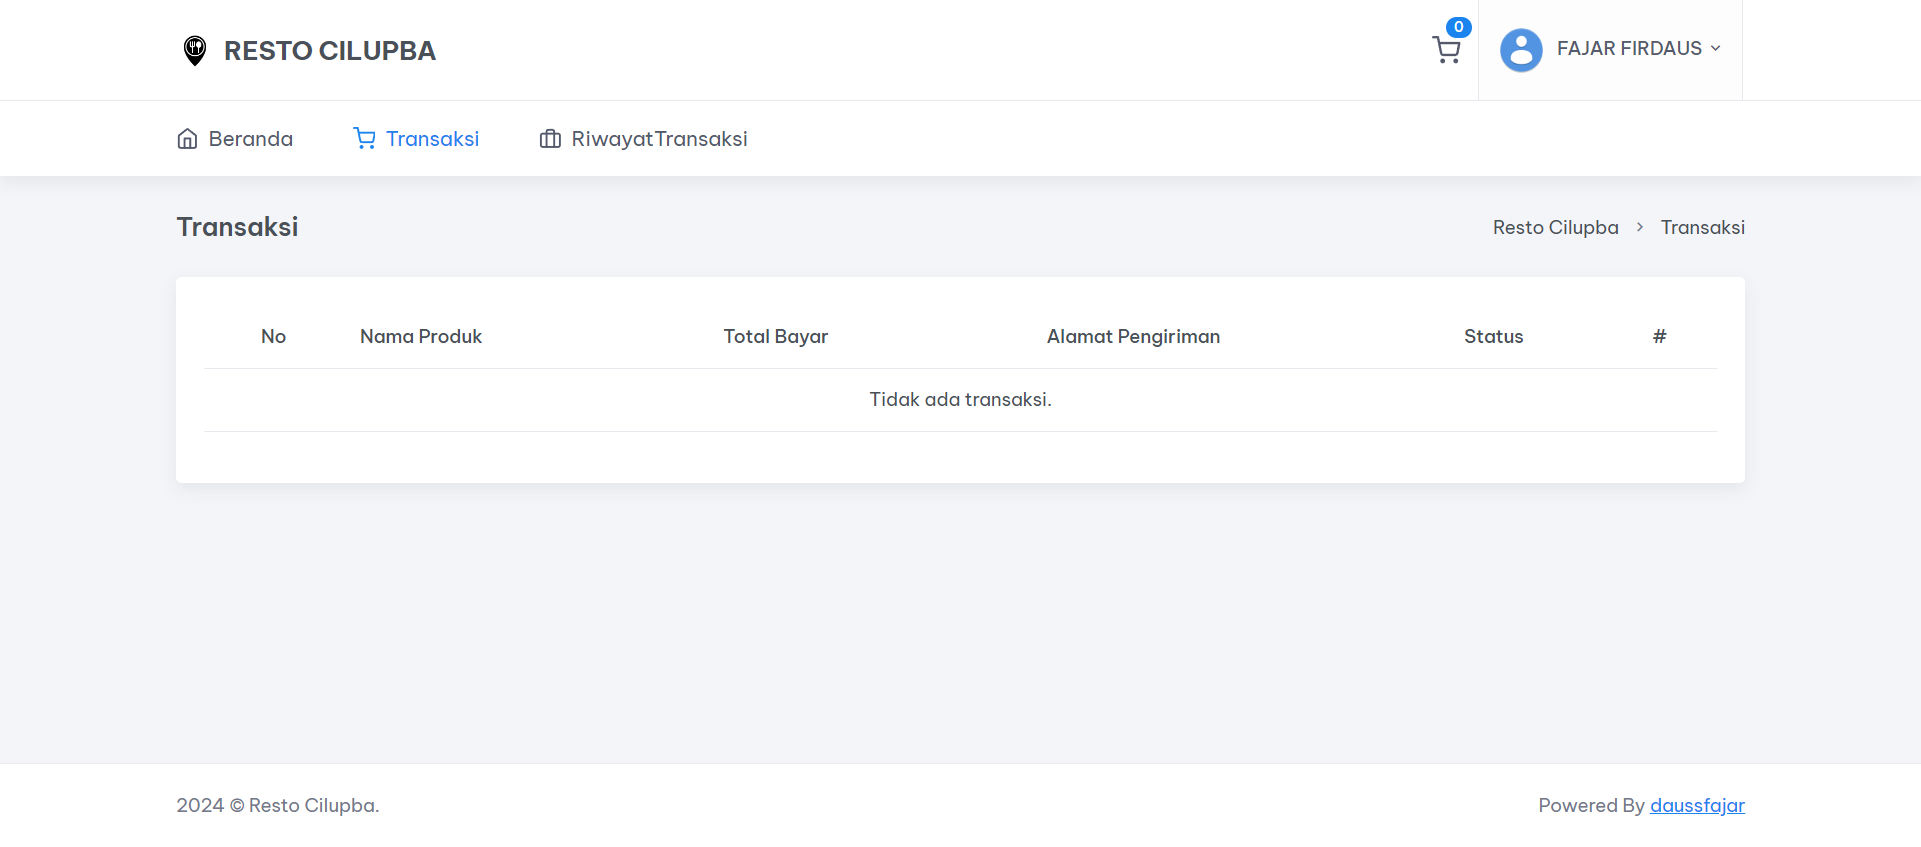 RESTO CILUPBA
0
FAJAR FIRDAUS
Beranda
Transaksi
RiwayatTransaksi
Transaksi
Resto Cilupba > Transaksi
No Nama Produk Total Bayar Alamat Pengiriman Status #
Tidak ada transaksi.
2024 © Resto Cilupba.
Powered By daussfajar